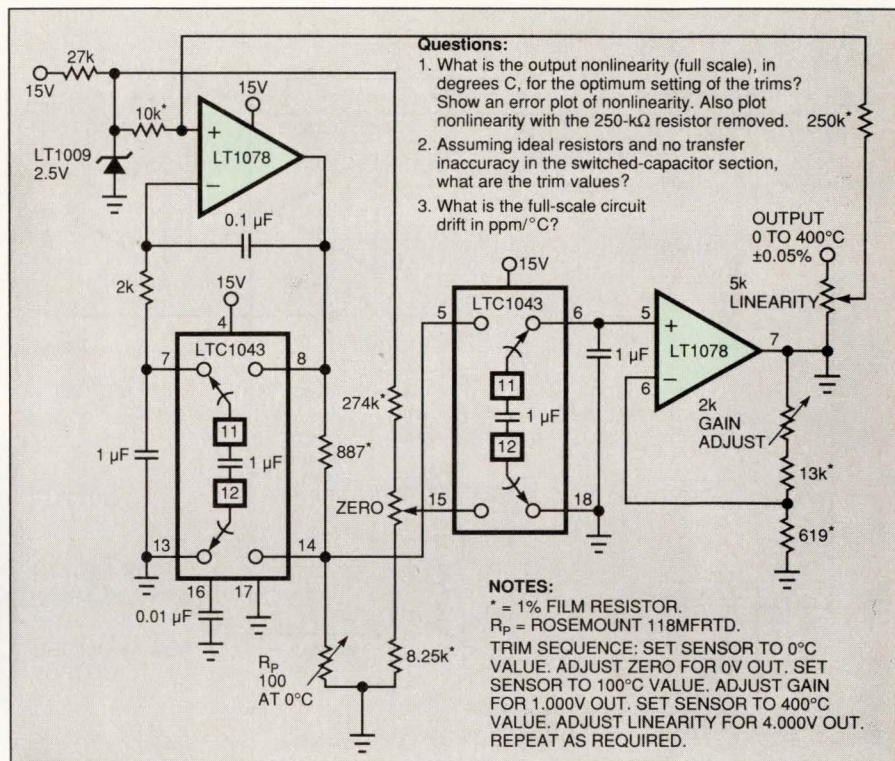 Questions:
1. What is the output nonlinearity (full scale), in
degrees C, for the optimum setting of the trims?
Show an error plot of nonlinearity. Also plot
nonlinearity with the 250-kΩ resistor removed.
2. Assuming ideal resistors and no transfer
inaccuracy in the switched-capacitor section,
what are the trim values?
3. What is the full-scale circuit
drift in ppm/°C?
27k
15V
10k*
15V
+
LT1078
−
LT1009
2.5V
0.1 µF
2k
15V
4
LTC1043
7
8
11
1 µF
12
1 µF
13
14
16
17
0.01 µF
887*
274k*
ZERO
8.25k*
RP
100
AT 0°C
15V
LTC1043
5
6
11
1 µF
12
15
18
1 µF
5
+
LT1078
7
6
−
250k*
OUTPUT
0 TO 400°C
±0.05%
5k
LINEARITY
2k
GAIN
ADJUST
13k*
619*
NOTES:
* = 1% FILM RESISTOR.
RP = ROSEMOUNT 118MFRTD.
TRIM SEQUENCE: SET SENSOR TO 0°C
VALUE. ADJUST ZERO FOR 0V OUT. SET
SENSOR TO 100°C VALUE. ADJUST GAIN
FOR 1.000V OUT. SET SENSOR TO 400°C
VALUE. ADJUST LINEARITY FOR 4.000V OUT.
REPEAT AS REQUIRED.